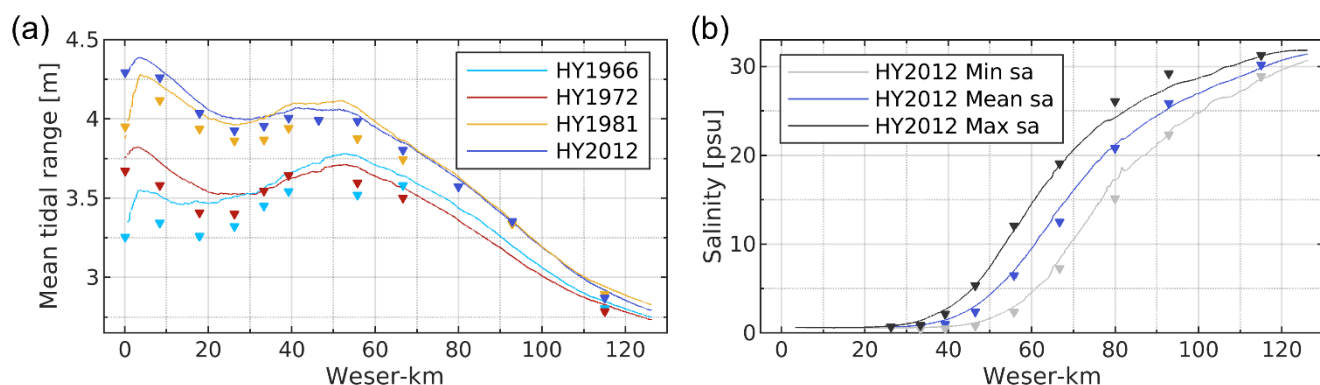 (a)
Mean tidal range [m]
4.5
4
3.5
3
HY1966
HY1972
HY1981
HY2012
0 20 40 60 80 100 120
Weser-km
(b)
Salinity [psu]
30
20
10
0
HY2012 Min sa
HY2012 Mean sa
HY2012 Max sa
0 20 40 60 80 100 120
Weser-km